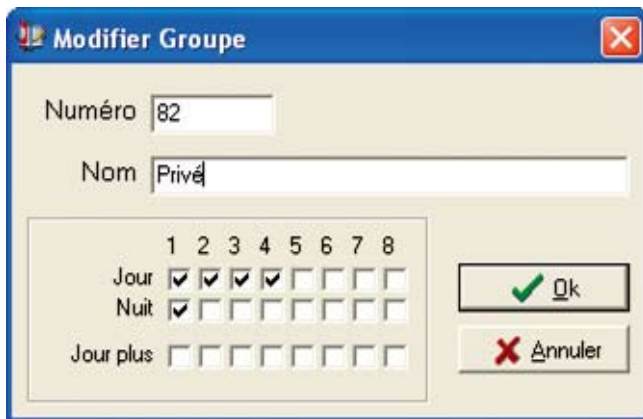 Modifier Groupe
Numéro 82
Nom Privé
1 2 3 4 5 6 7 8
Jour
Nuit
Jour plus
Ok
Annuler